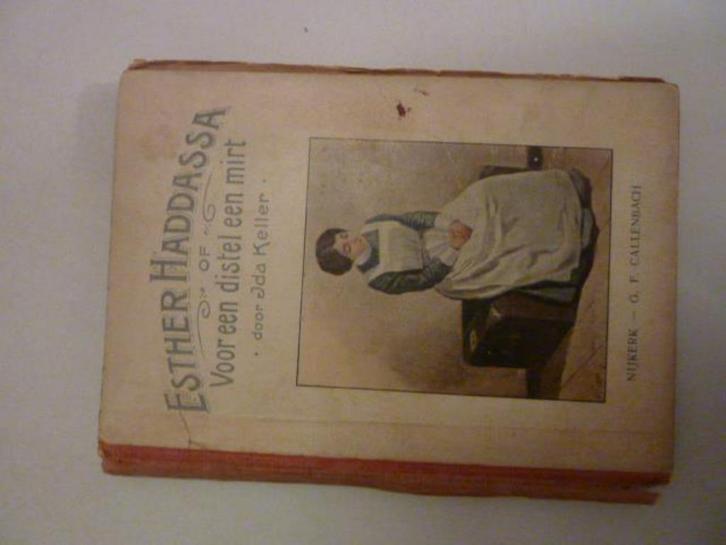 ESTHER HADDASSA
OF
Voor een distel een mirt
· door Ida Keller ·
NIJKERK — G. F. CALLENBACH